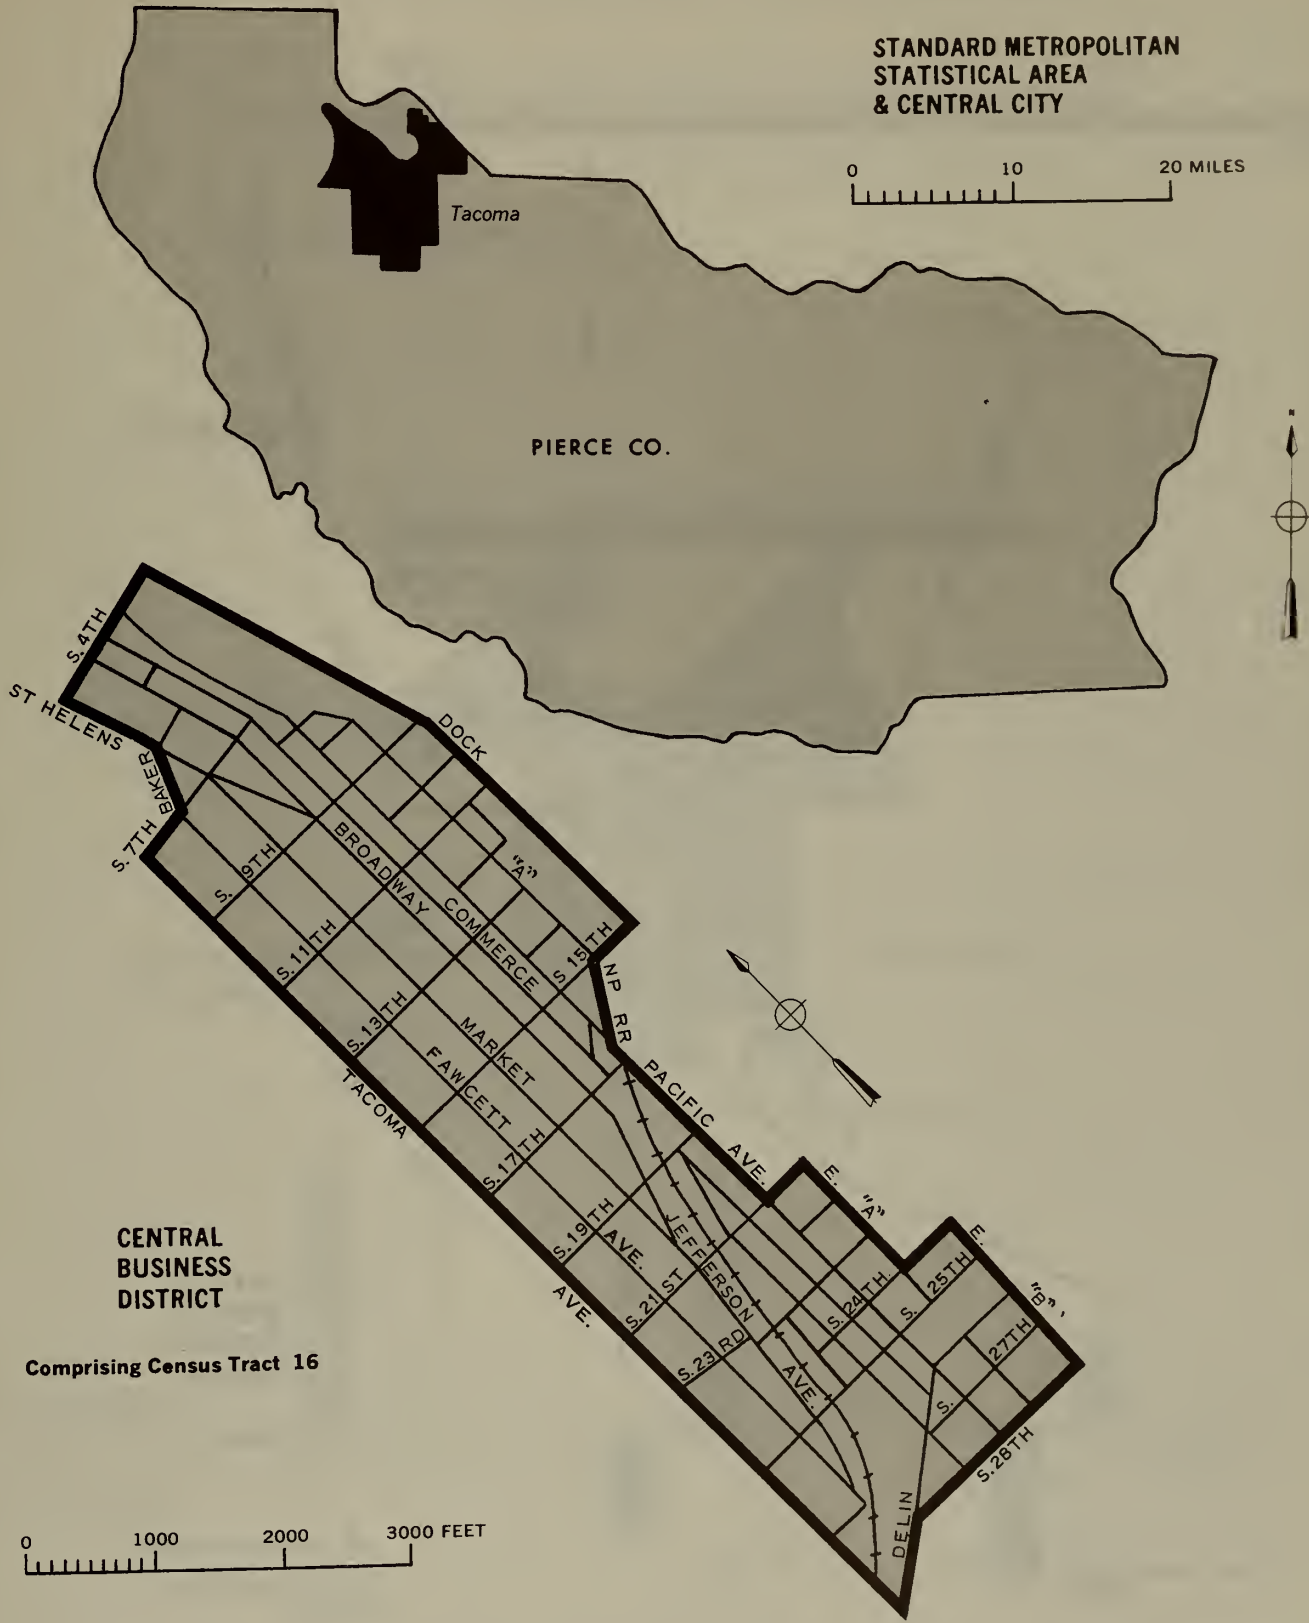 STANDARD METROPOLITAN
STATISTICAL AREA
& CENTRAL CITY
0 10 20 MILES
Tacoma
PIERCE CO.
N
S. 4TH
ST HELENS
BAKER
S. 7TH
DOCK
S. 9TH
BROADWAY
"A"
COMMERCE
S. 11TH
S 15TH
NP RR
S. 13TH
MARKET
FAWCETT
AVE.
TACOMA
AVE.
PACIFIC AVE.
S. 17TH
S. 19TH
E. "A"
JEFFERSON
AVE.
S. 21 ST
E. "B"
S. 24TH.
S. 25TH
S. 23 RD
S. 27TH
S. 28TH
DELIN
CENTRAL
BUSINESS
DISTRICT
Comprising Census Tract 16
0 1000 2000 3000 FEET